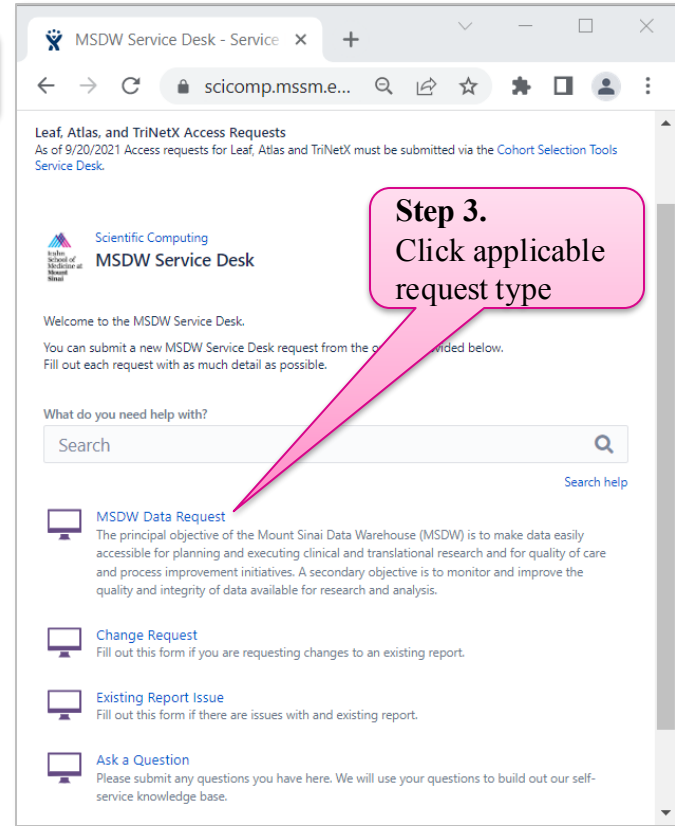 MSDW Service Desk - Service
scicomp.mssm.e...
Leaf, Atlas, and TriNetX Access Requests
As of 9/20/2021 Access requests for Leaf, Atlas and TriNetX must be submitted via the Cohort Selection Tools
Service Desk.
Step 3.
Click applicable
request type
Icahn
School of
Medicine at
Mount
Sinai
Scientific Computing
MSDW Service Desk
Welcome to the MSDW Service Desk.
You can submit a new MSDW Service Desk request from the provided below.
Fill out each request with as much detail as possible.
What do you need help with?
Search
Search help
MSDW Data Request
The principal objective of the Mount Sinai Data Warehouse (MSDW) is to make data easily
accessible for planning and executing clinical and translational research and for quality of care
and process improvement initiatives. A secondary objective is to monitor and improve the
quality and integrity of data available for research and analysis.
Change Request
Fill out this form if you are requesting changes to an existing report.
Existing Report Issue
Fill out this form if there are issues with and existing report.
Ask a Question
Please submit any questions you have here. We will use your questions to build out our self-
service knowledge base.